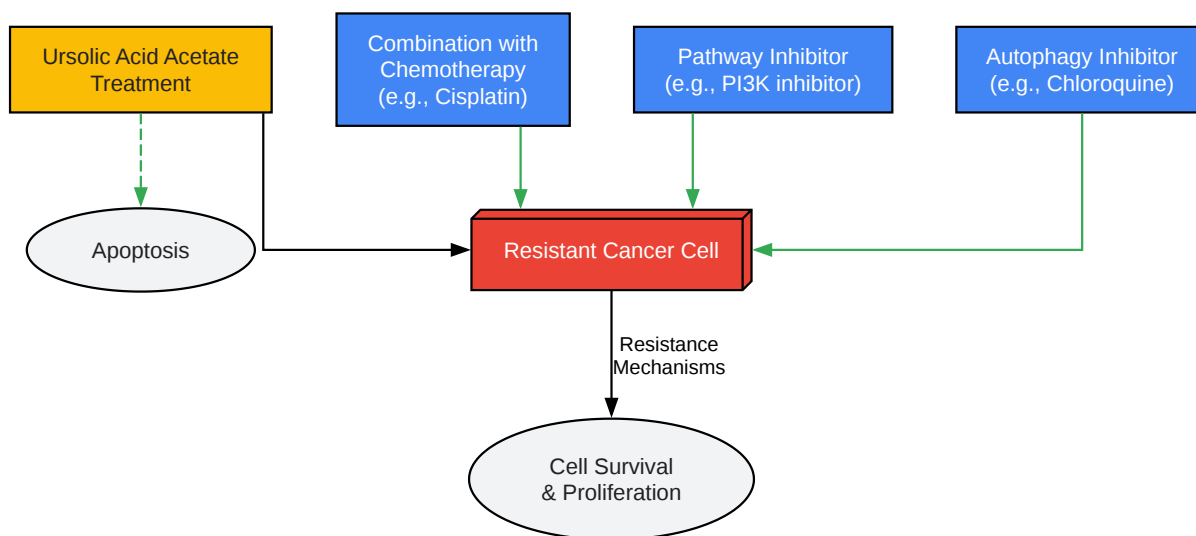 Ursolic Acid Acetate
Treatment
Combination with
Chemotherapy
(e.g., Cisplatin)
Pathway Inhibitor
(e.g., PI3K inhibitor)
Autophagy Inhibitor
(e.g., Chloroquine)
Apoptosis
Resistant Cancer Cell
Resistance
Mechanisms
Cell Survival
& Proliferation